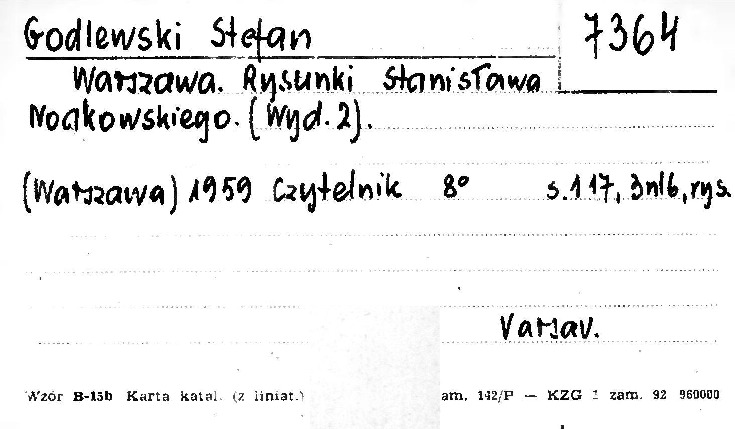 Godlewski Stefan
7364
Warszawa. Rysunki Stanisława
Noakowskiego. (Wyd. 2).
(Warszawa) 1959 Czytelnik 8° s. 117, 3nlb, rys.
Varsav.
Wzór B-15b Karta katal. (z liniat.) am. 142/P — KZG 1 zam. 92 960000